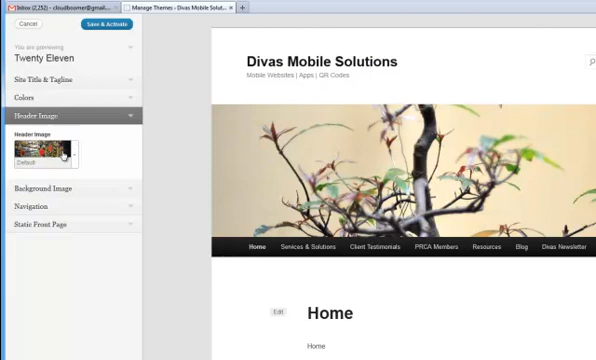 Inbox (2,252) - cloudboomer@gmail....
Manage Themes ‹ Divas Mobile Solut...
Cancel
Save & Activate
You are previewing
Twenty Eleven
Site Title & Tagline
Colors
Header Image
Header Image
Default
Background Image
Navigation
Static Front Page
Divas Mobile Solutions
Mobile Websites | Apps | QR Codes
Home Services & Solutions Client Testimonials PRCA Members Resources Blog Divas Newsletter
Edit
Home
Home